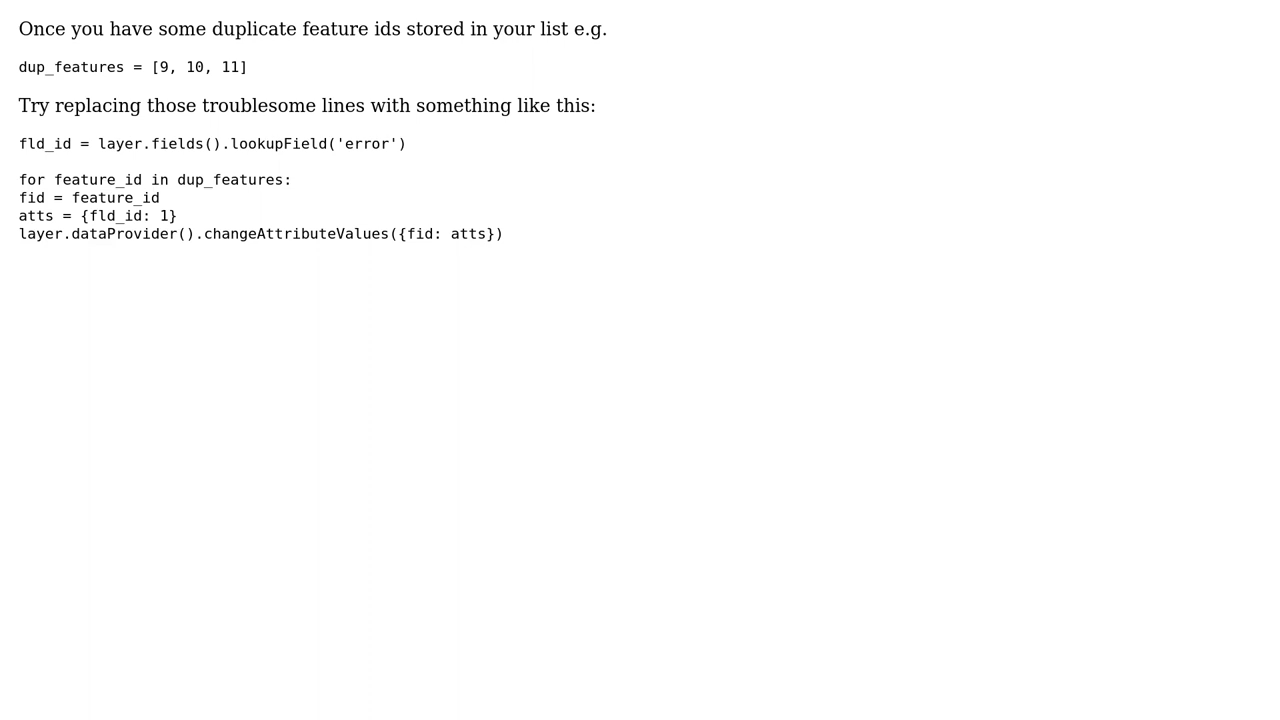 Once you have some duplicate feature ids stored in your list e.g.
dup_features = [9, 10, 11]
Try replacing those troublesome lines with something like this:
fld_id = layer.fields().lookupField('error')
for feature_id in dup_features:
fid = feature_id
atts = {fld_id: 1}
layer.dataProvider().changeAttributeValues({fid: atts})